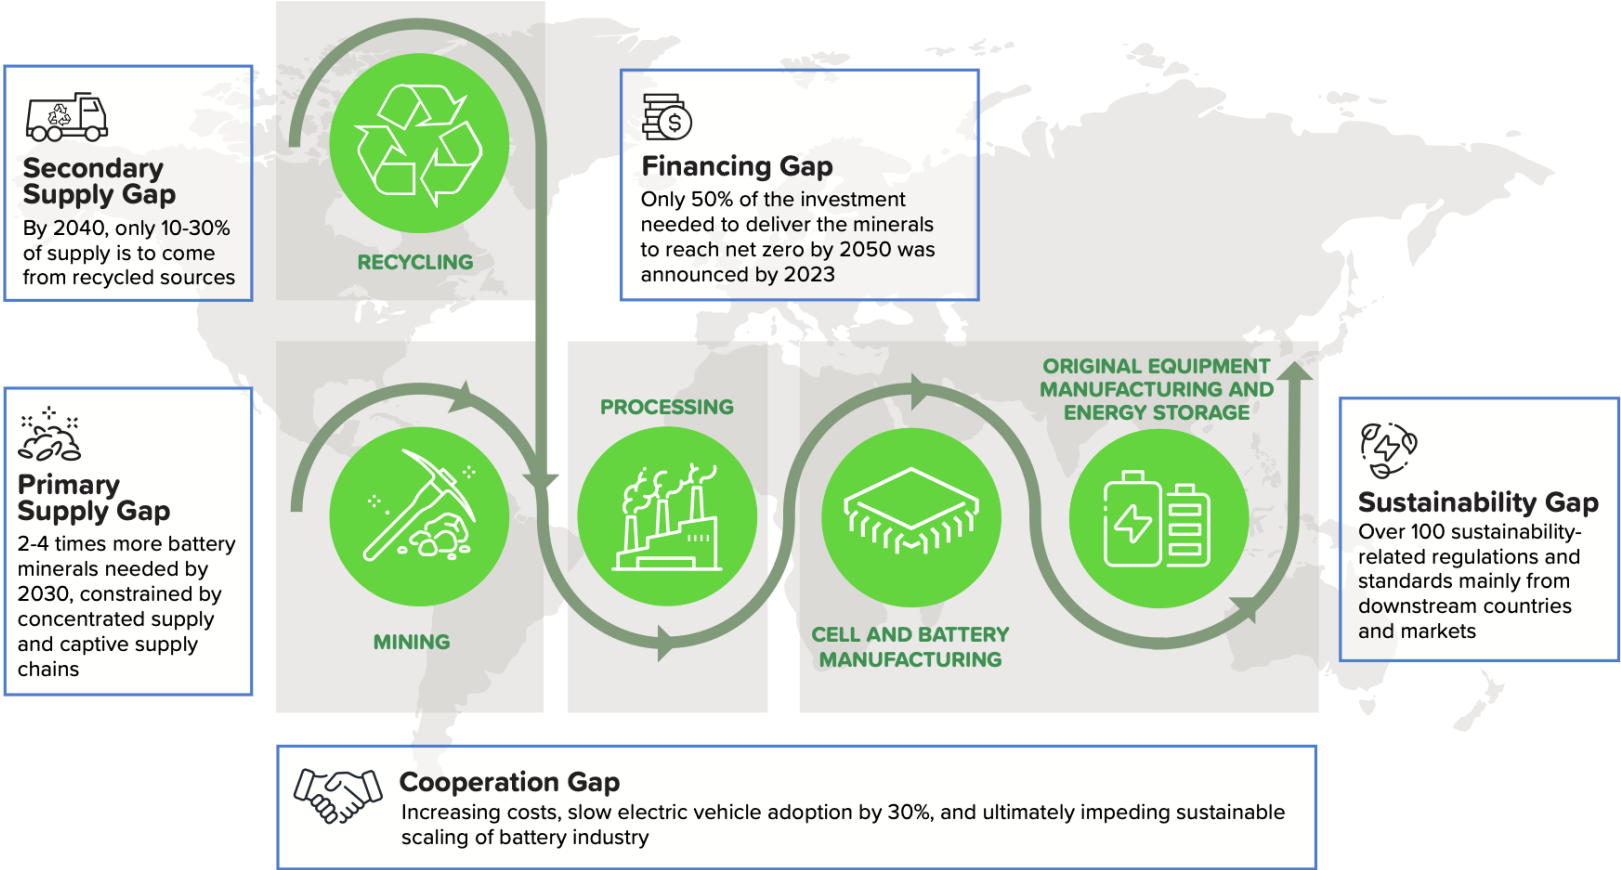 Secondary
Supply Gap
By 2040, only 10-30%
of supply is to come
from recycled sources
RECYCLING
$
Financing Gap
Only 50% of the investment
needed to deliver the minerals
to reach net zero by 2050 was
announced by 2023
Primary
Supply Gap
2-4 times more battery
minerals needed by
2030, constrained by
concentrated supply
and captive supply
chains
MINING
PROCESSING
CELL AND BATTERY
MANUFACTURING
ORIGINAL EQUIPMENT
MANUFACTURING AND
ENERGY STORAGE
Sustainability Gap
Over 100 sustainability-
related regulations and
standards mainly from
downstream countries
and markets
Cooperation Gap
Increasing costs, slow electric vehicle adoption by 30%, and ultimately impeding sustainable
scaling of battery industry